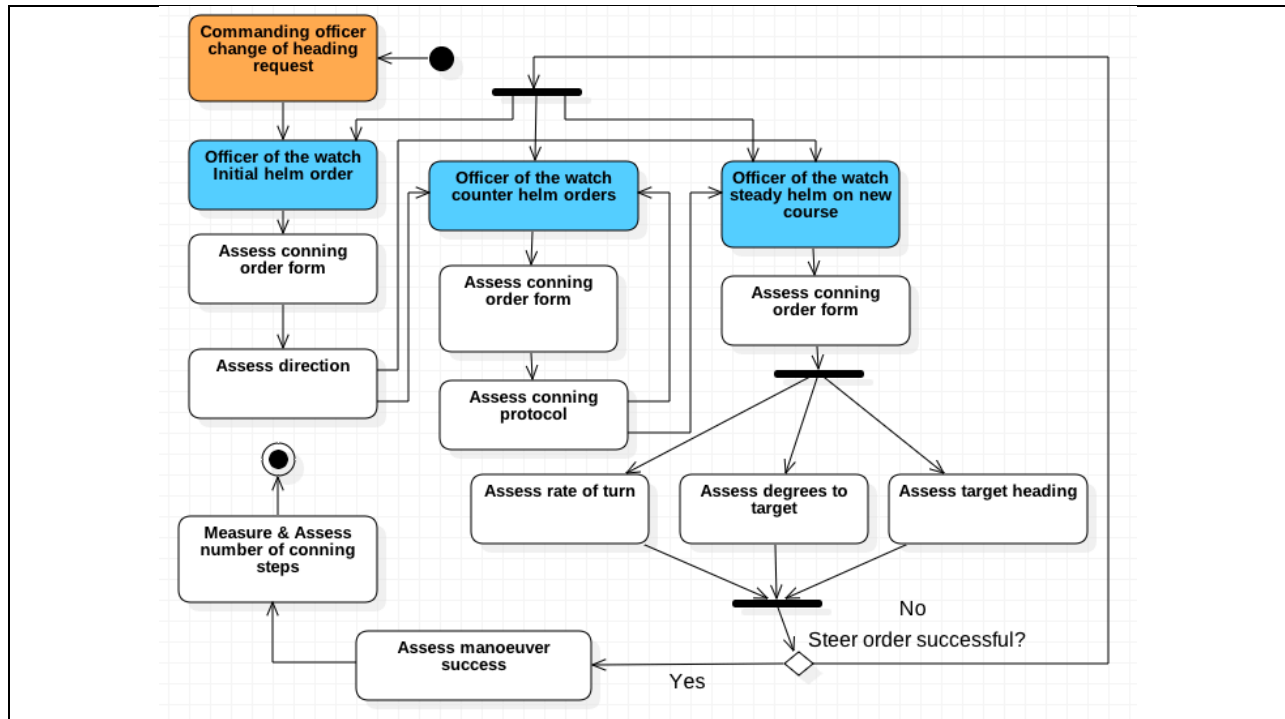 Commanding officer
change of heading
request
Officer of the watch
Initial helm order
Officer of the watch
counter helm orders
Officer of the watch
steady helm on new
course
Assess conning
order form
Assess conning
order form
Assess conning
order form
Assess direction
Assess conning
protocol
Assess rate of turn
Assess degrees to
target
Assess target heading
Measure & Assess
number of conning
steps
No
Steer order successful?
Assess manoeuver
success
Yes